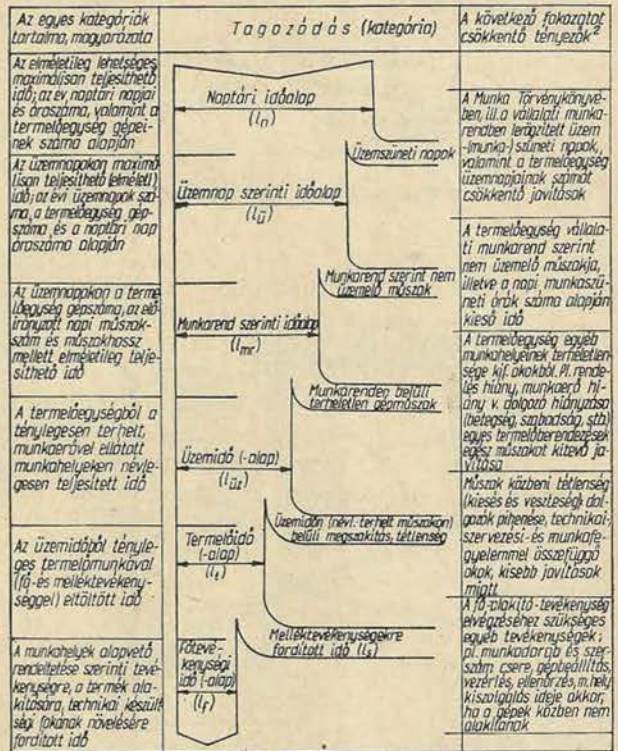 Az egyes kategóriák
tartalma, magyarázata
Tagozódás (kategória)
A következő fokozatot
csökkentő tényezők²
Az elméletileg lehetséges,
maximálisan teljesíthető
idő; az év naptári napjai
és óraszáma, valamint a
termelőegység gépei-
nek száma alapján
Naptári időalap
(In)
Üzemszüneti napok
A Munka Törvénykönyvé-
ben, ill. a vállalati munka-
rendben lerögzített üzem-
-(munka-) szüneti napok,
valamint a termelőegység
üzemnapjainak számát
csökkentő javítások
Az üzemnapokon maximá-
lisan teljesíthető (elméleti)
idő; az évi üzemnapok szá-
ma, a termelőegység gép-
száma és a naptári nap
óraszáma alapján
Üzemnap szerinti időalap
(Iü)
Munkarend szerint nem
üzemelő műszak
A termelőegység vállala-
ti munkarend szerint
nem üzemelő műszakja,
illetve a napi, munkaszü-
neti órák száma alapján
kieső idő
Az üzemnapokon a terme-
lőegység gépszáma, az elő-
irányzott napi műszak-
szám és műszakhossz
mellett elméletileg telje-
síthető idő
Munkarend szerinti időalap
(Imr)
Munkarenden belüli
terheletlen gépműszak
A termelőegység egyéb
munkahelyeinek terheletlen-
sége kif. okokból. Pl. rende-
lés hiány, munkaerő hi-
ány v. dolgozó hiányzása
(betegség, szabadság, stb.)
egyes termelőberendezések
egész műszakot kitevő ja-
vítása
A termelőegységből a
ténylegesen terhelt,
munkaerővel ellátott
munkahelyeken névle-
gesen teljesített idő
Üzemidő (-alap)
(Iüz)
Üzemidőn (névl. terhelt műszakon)
belüli megszakítás, tétlenség
Műszak közbeni tétlenség
(kiesés és veszteség): dol-
gozók pihenése, technikai-
szervezési- és munkafe-
gyelemmel összefüggő
okok, kisebb javítások
miatt
Az üzemidőből tényle-
ges termelőmunkával
(fő- és melléktevékeny-
séggel) eltöltött idő
Termelőidő
(-alap)
(It)
Melléktevékenységekre
fordított idő (Is)
A fő-alakító-tevékenység
elvégzéséhez szükséges
egyéb tevékenységek;
pl. munkadarab és szer-
szám csere, gépbeállítás,
vezérlés, ellenőrzés, m.hely
kiszolgálás ideje akkor,
ha a gépek közben nem
alakítanak
A munkahelyek alapvető
rendeltetése szerinti tevé-
kenységre, a termék ala-
kítására, technikai készült-
ségi fokának növelésére
fordított idő
Főtevé-
kenységi
idő (-alap)
(If)